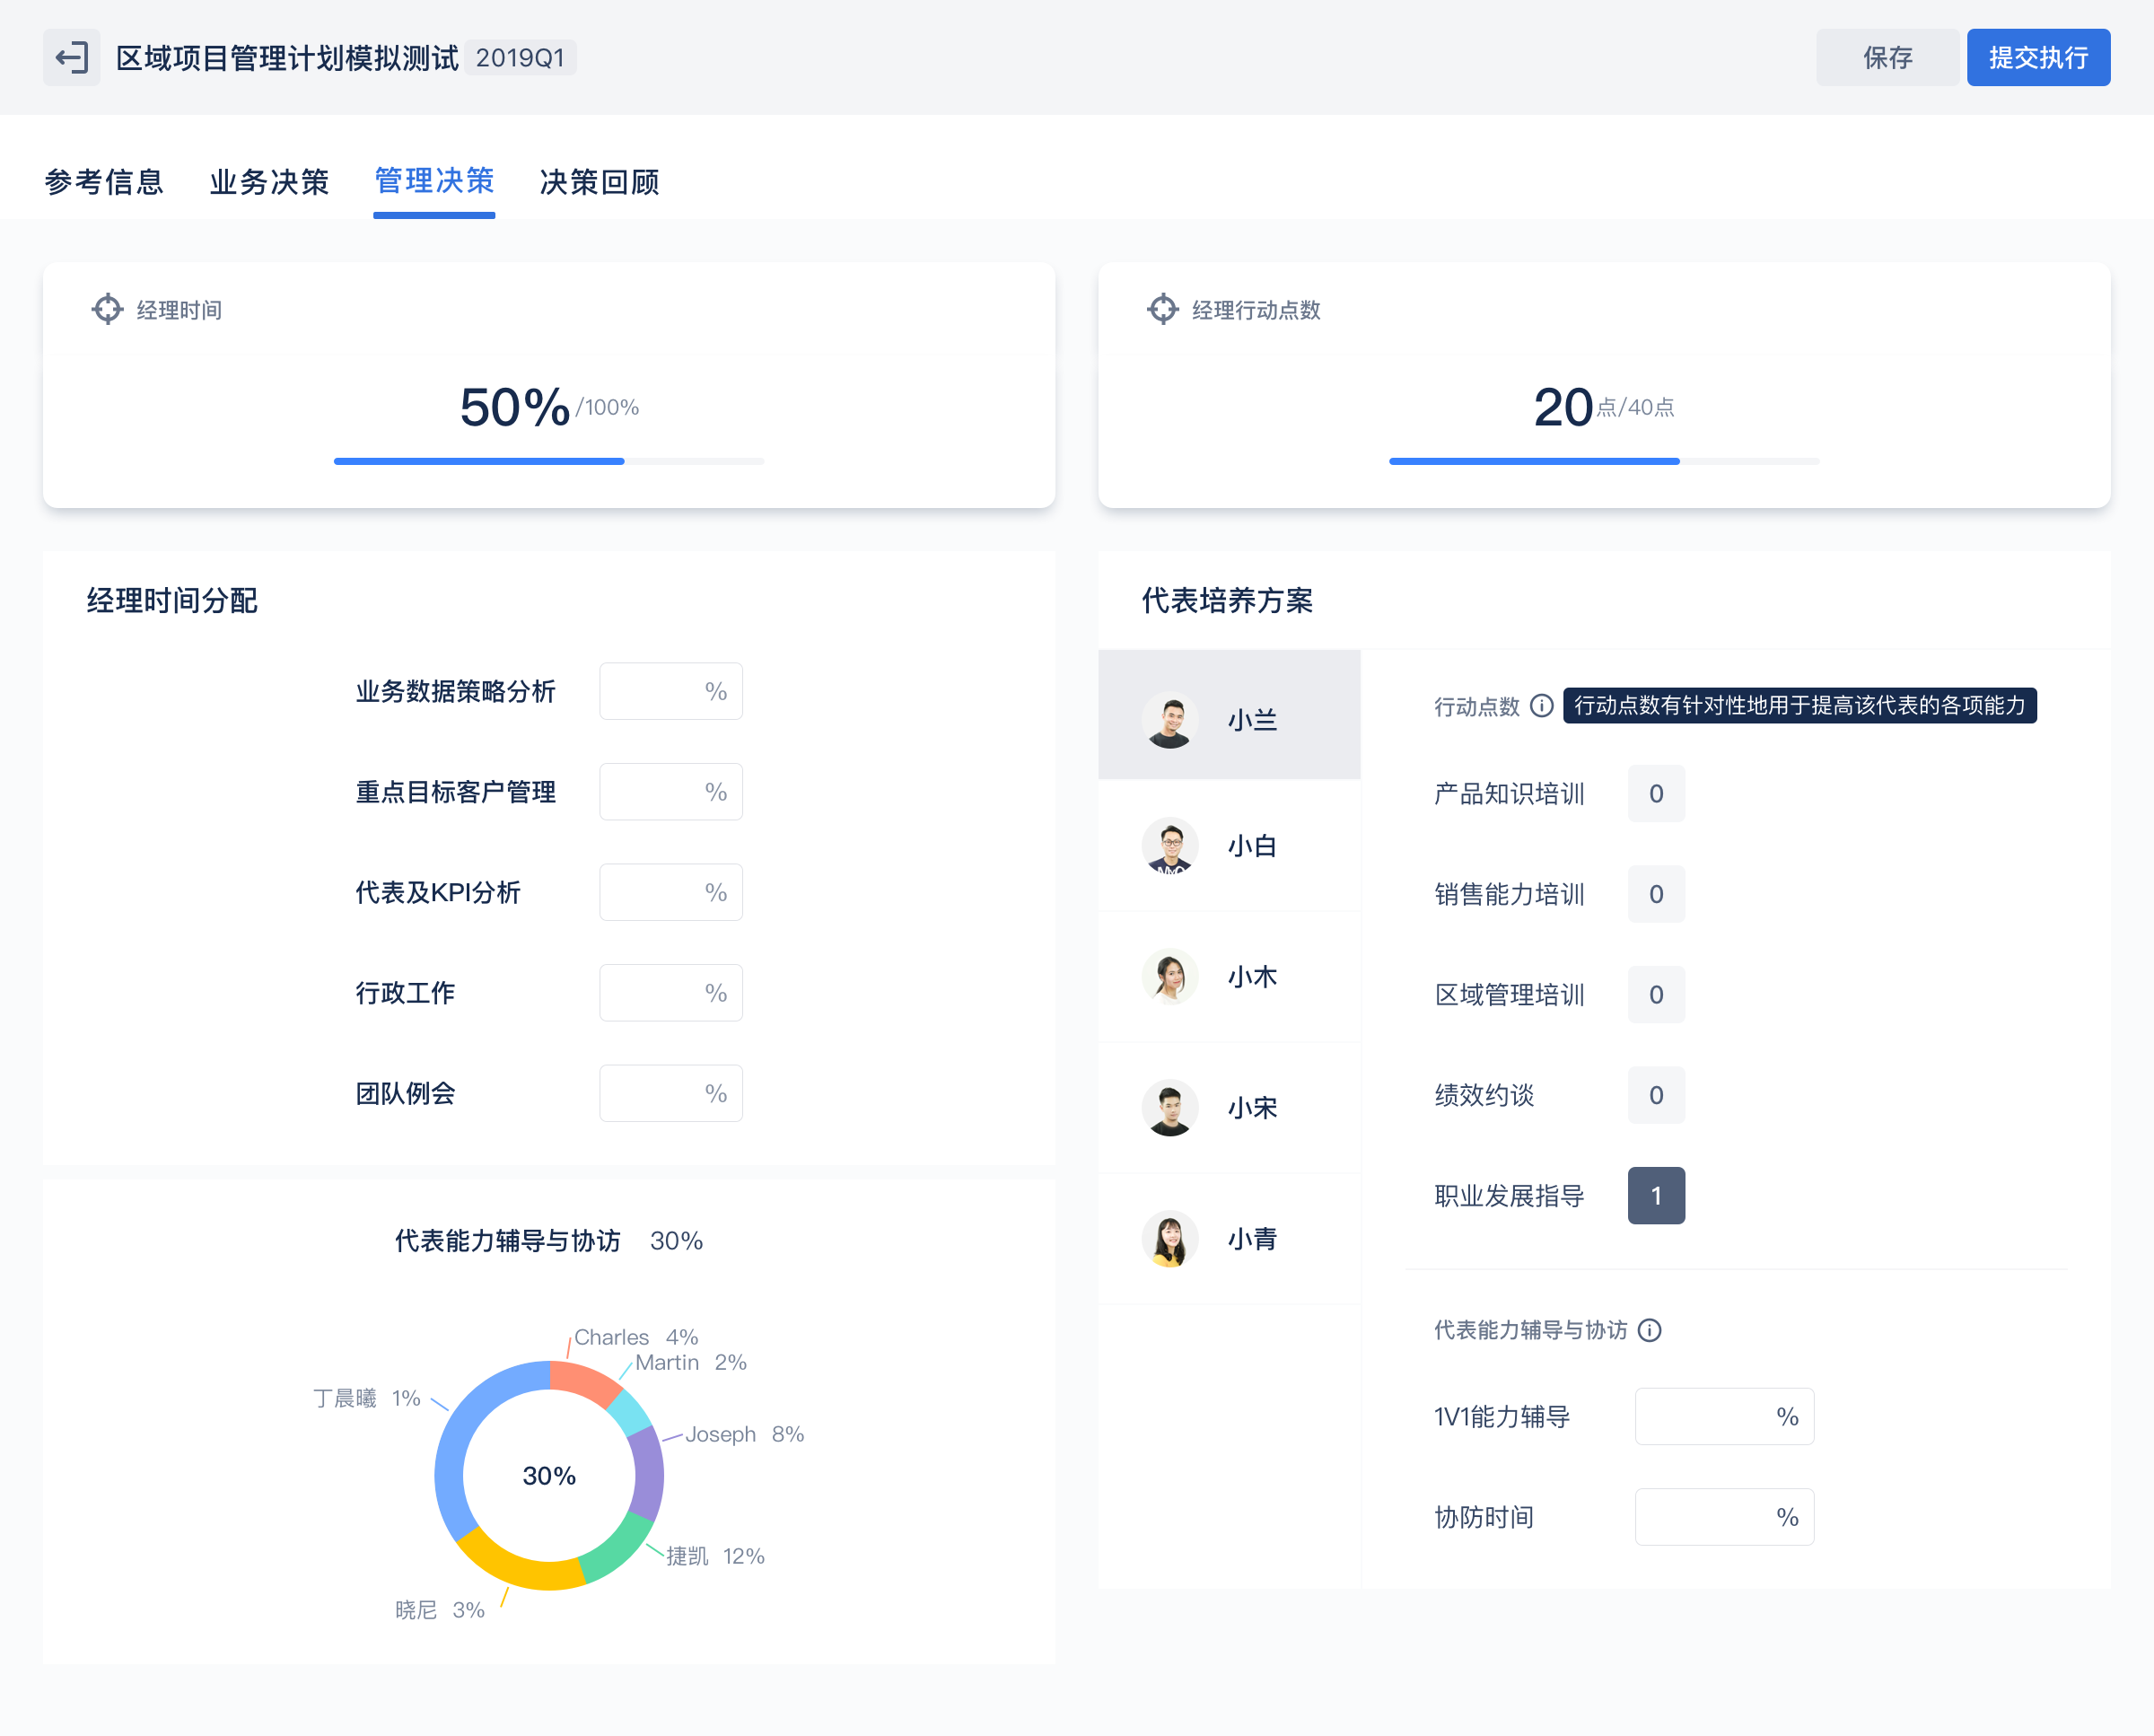 区域项目管理计划模拟测试 2019Q1
保存 提交执行
参考信息 业务决策 管理决策 决策回顾
经理时间
50% /100%
经理行动点数
20 点/40点
经理时间分配
业务数据策略分析 %
重点目标客户管理 %
代表及KPI分析 %
行政工作 %
团队例会 %
代表能力辅导与协访 30%
Charles 4%
Martin 2%
丁晨曦 1%
Joseph 8%
30%
捷凯 12%
晓尼 3%
代表培养方案
小兰
小白
小木
小宋
小青
行动点数 行动点数有针对性地用于提高该代表的各项能力
产品知识培训 0
销售能力培训 0
区域管理培训 0
绩效约谈 0
职业发展指导 1
代表能力辅导与协访
1V1能力辅导 %
协防时间 %